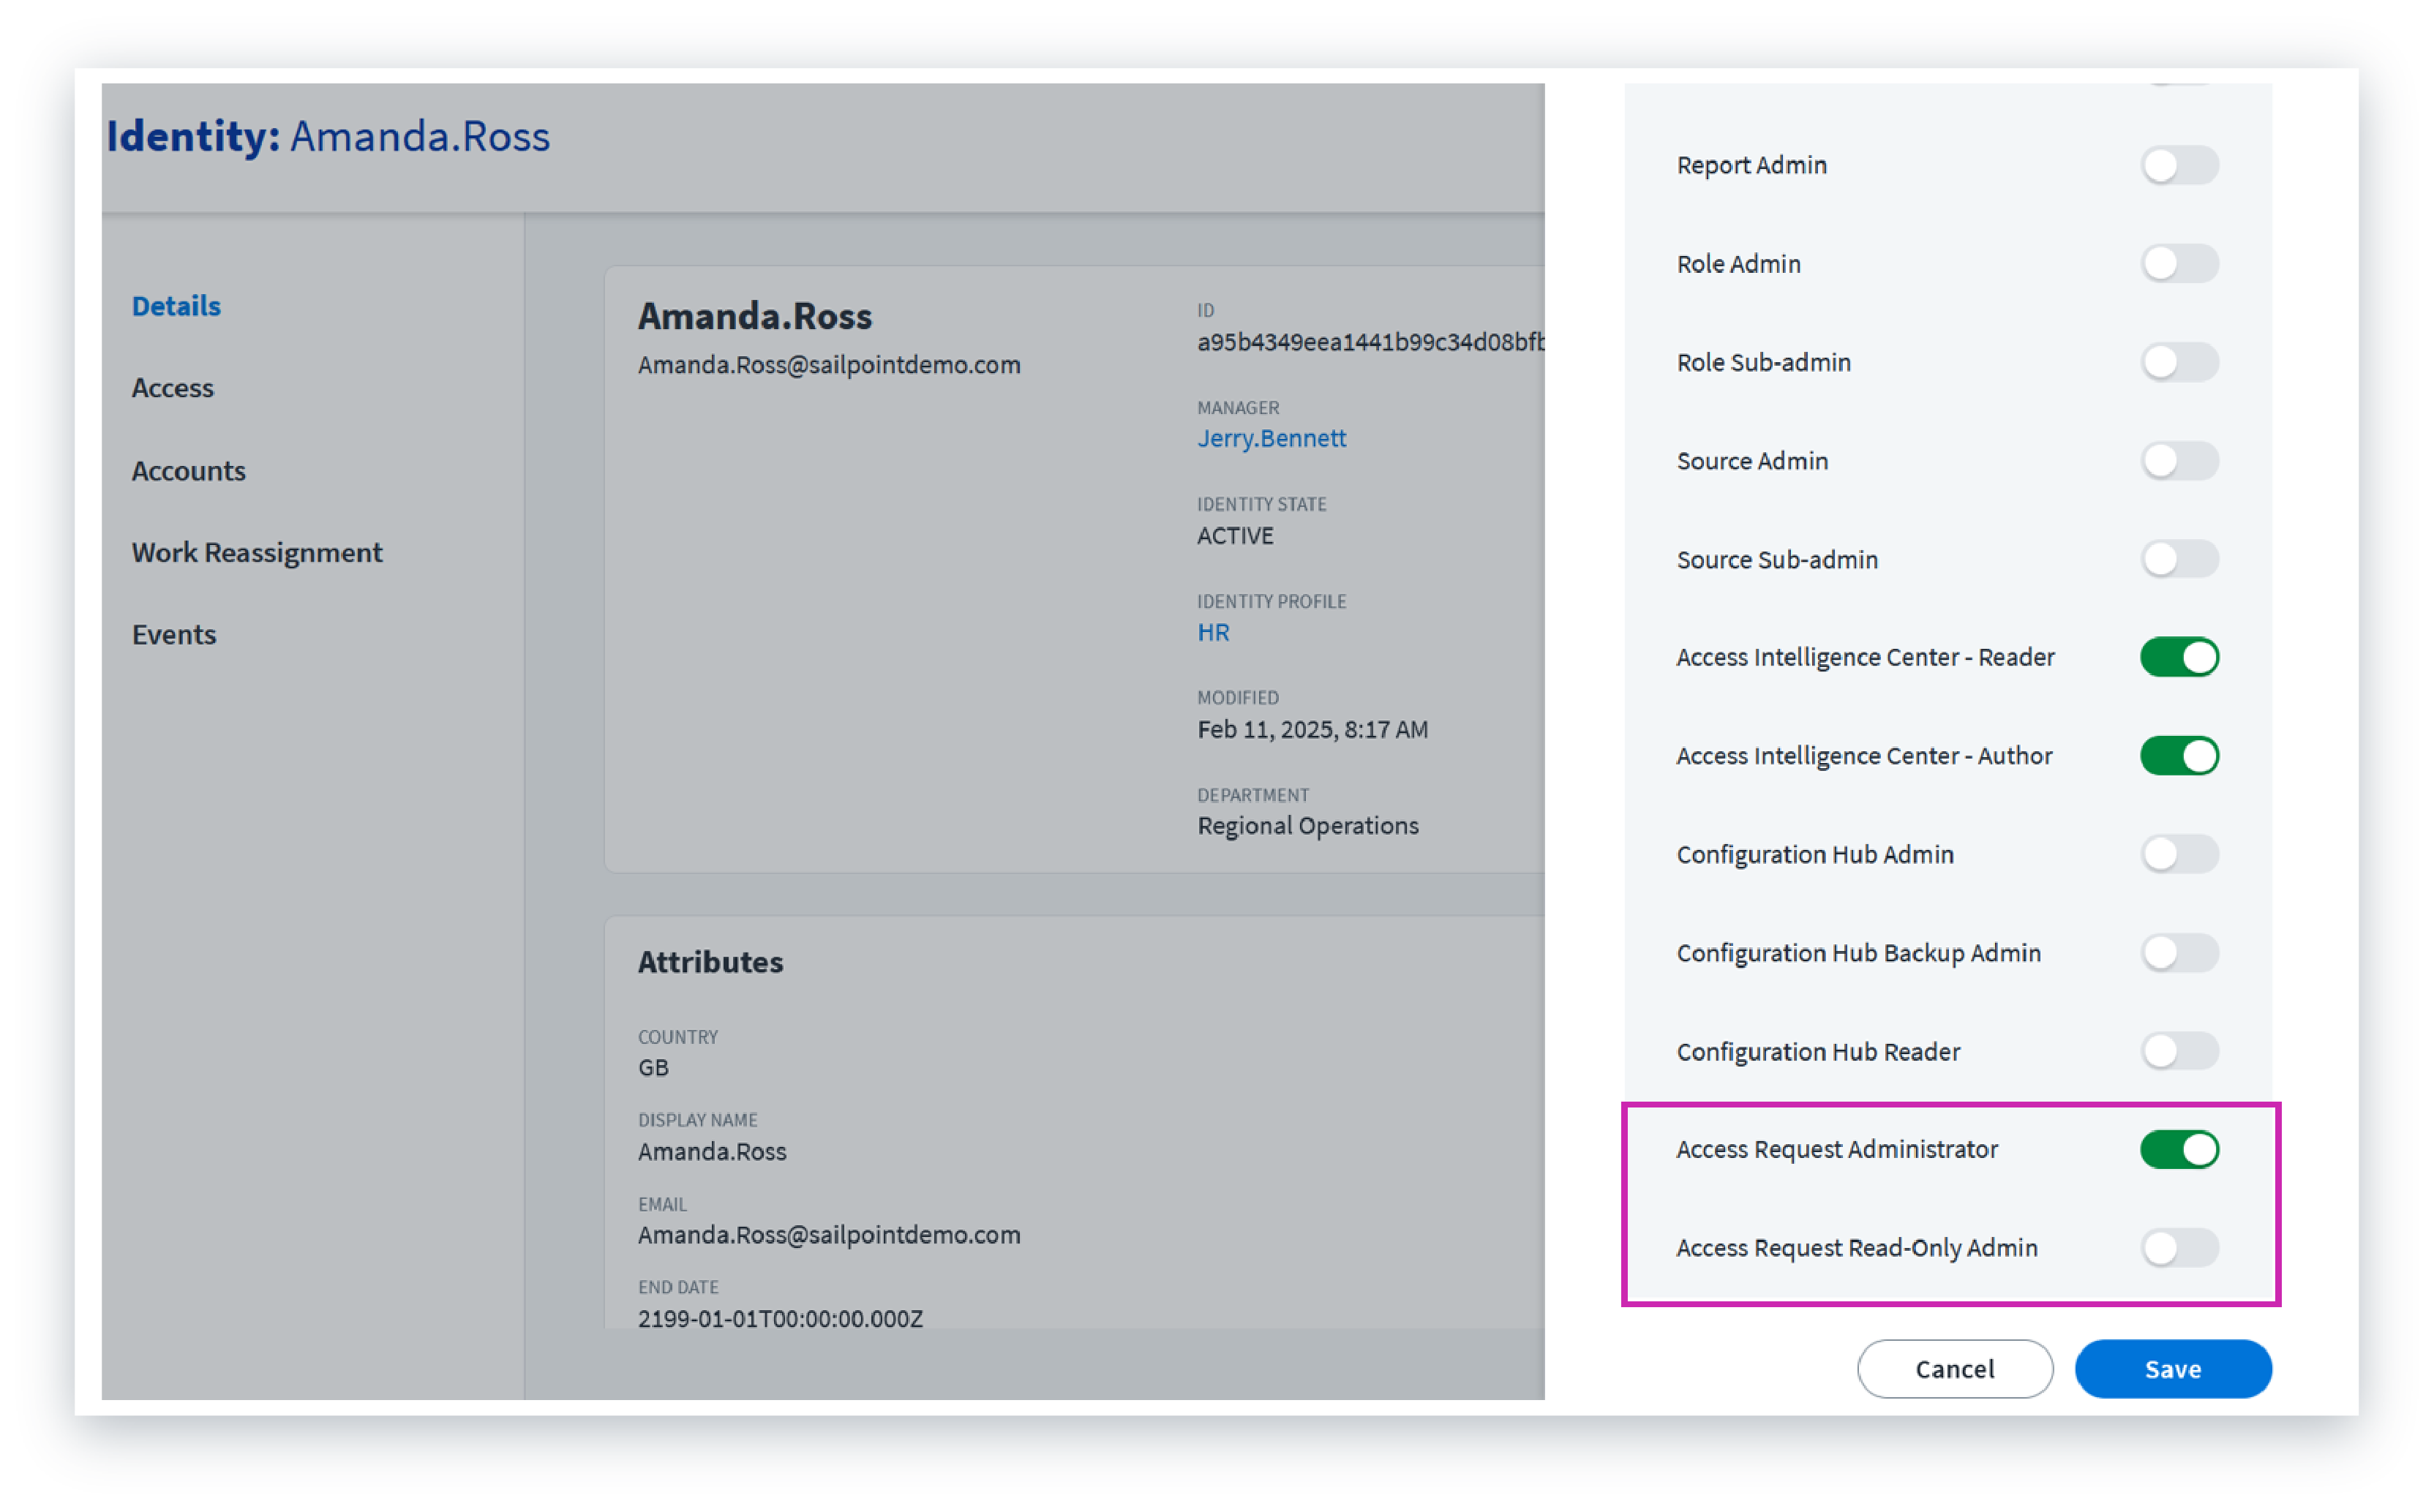 Identity: Amanda.Ross
Details
Access
Accounts
Work Reassignment
Events
Amanda.Ross
Amanda.Ross@sailpointdemo.com
ID
a95b4349eea1441b99c34d08bfb
MANAGER
Jerry.Bennett
IDENTITY STATE
ACTIVE
IDENTITY PROFILE
HR
MODIFIED
Feb 11, 2025, 8:17 AM
DEPARTMENT
Regional Operations
Attributes
COUNTRY
GB
DISPLAY NAME
Amanda.Ross
EMAIL
Amanda.Ross@sailpointdemo.com
END DATE
2199-01-01T00:00:00.000Z
Report Admin
Role Admin
Role Sub-admin
Source Admin
Source Sub-admin
Access Intelligence Center - Reader
Access Intelligence Center - Author
Configuration Hub Admin
Configuration Hub Backup Admin
Configuration Hub Reader
Access Request Administrator
Access Request Read-Only Admin
Cancel
Save